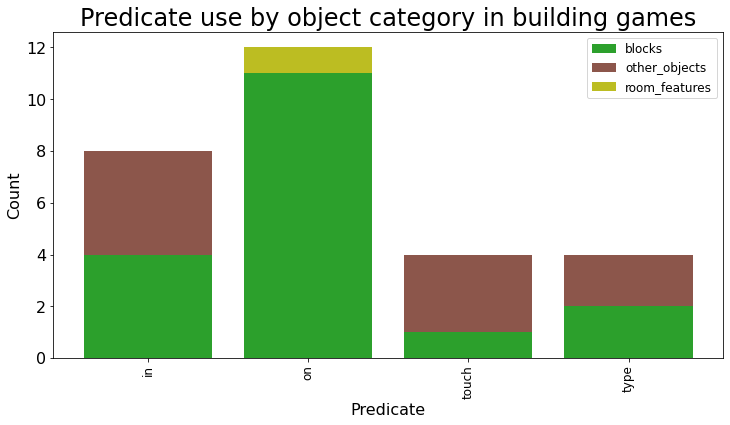 Predicate use by object category in building games
blocks
other_objects
room_features
Count
12
10
8
6
4
2
0
in
on
touch
type
Predicate